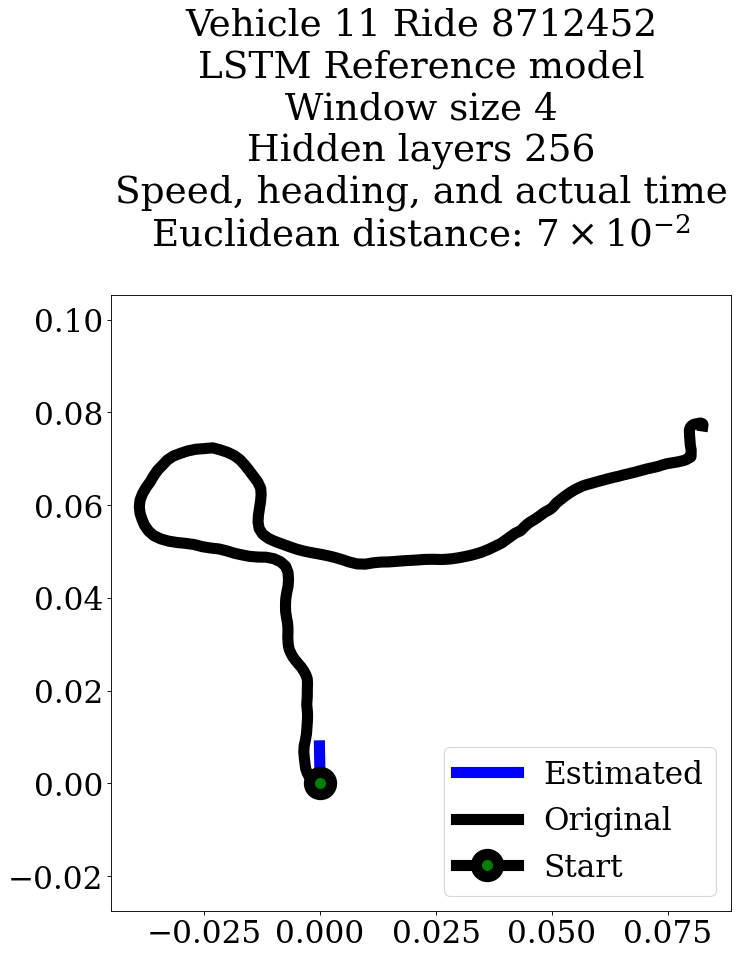 Vehicle 11 Ride 8712452
LSTM Reference model
Window size 4
Hidden layers 256
Speed, heading, and actual time
Euclidean distance: $7 \times 10^{-2}$
0.10
0.08
0.06
0.04
0.02
0.00
−0.02
Estimated
Original
Start
−0.025 0.000 0.025 0.050 0.075